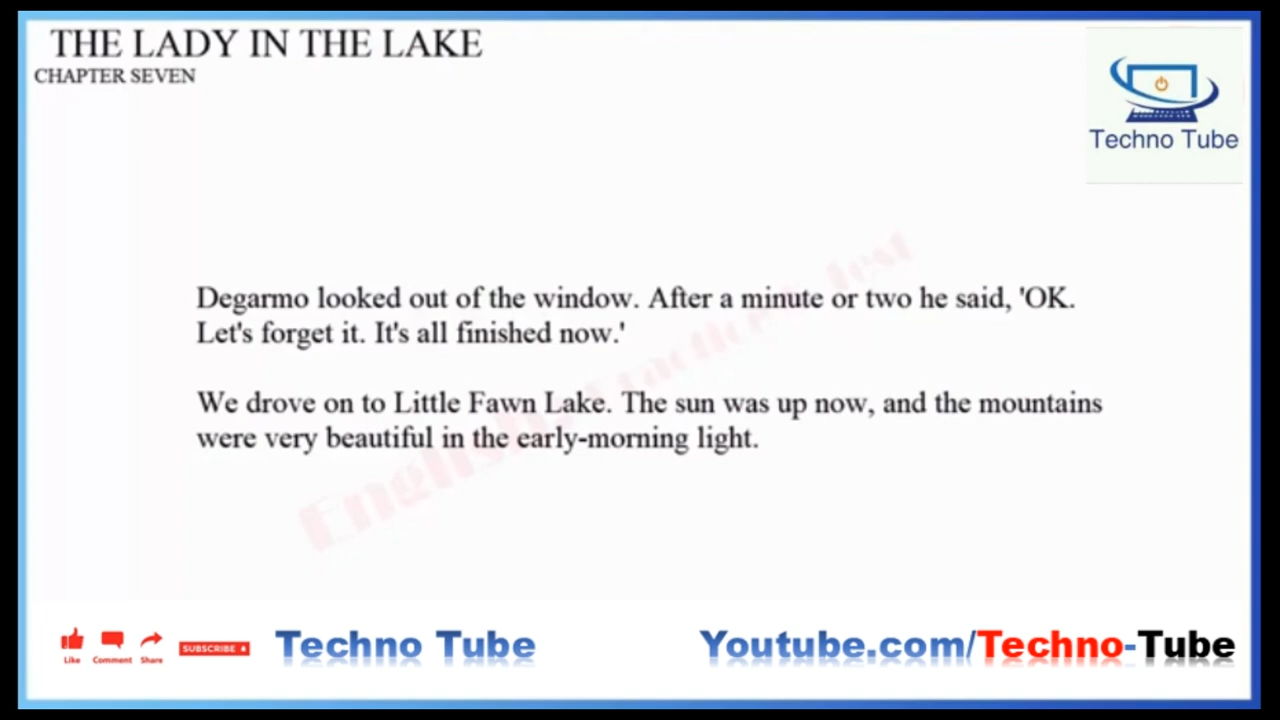 THE LADY IN THE LAKE
CHAPTER SEVEN
Techno Tube
Degarmo looked out of the window. After a minute or two he said, 'OK.
Let's forget it. It's all finished now.'
We drove on to Little Fawn Lake. The sun was up now, and the mountains
were very beautiful in the early-morning light.
English Practice Test
Like
Comment
Share
SUBSCRIBE
Techno Tube
Youtube.com/Techno-Tube